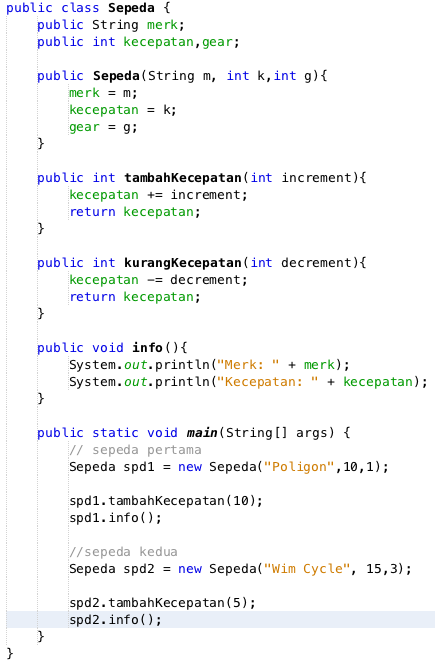 public class Sepeda {
    public String merk;
    public int kecepatan,gear;

    public Sepeda(String m, int k,int g){
        merk = m;
        kecepatan = k;
        gear = g;
    }

    public int tambahKecepatan(int increment){
        kecepatan += increment;
        return kecepatan;
    }

    public int kurangKecepatan(int decrement){
        kecepatan -= decrement;
        return kecepatan;
    }

    public void info(){
        System.out.println("Merk: " + merk);
        System.out.println("Kecepatan: " + kecepatan);
    }

    public static void main(String[] args) {
        // sepeda pertama
        Sepeda spd1 = new Sepeda("Poligon",10,1);

        spd1.tambahKecepatan(10);
        spd1.info();

        //sepeda kedua
        Sepeda spd2 = new Sepeda("Wim Cycle", 15,3);

        spd2.tambahKecepatan(5);
        spd2.info();
    }
}